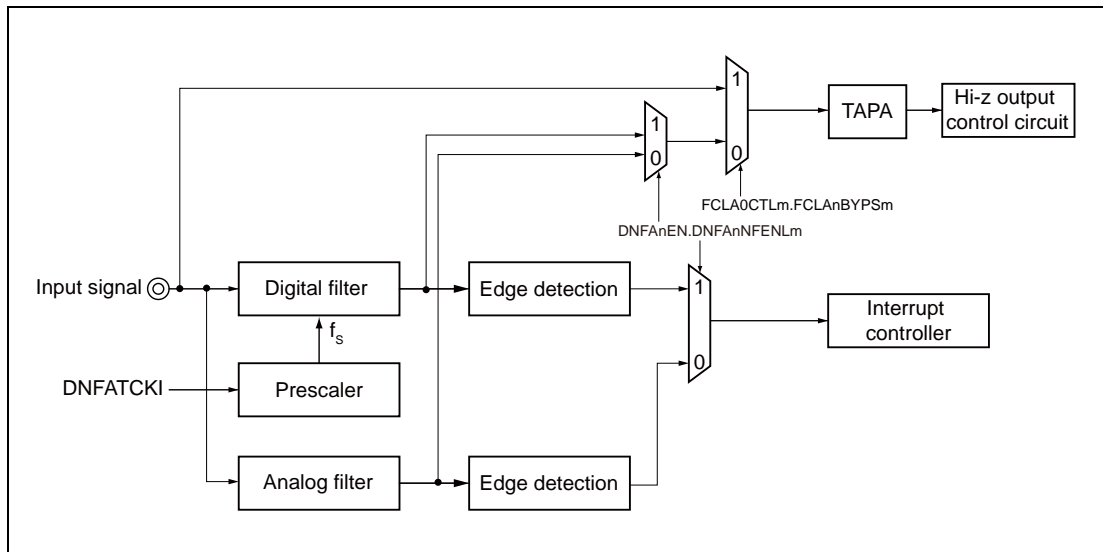 1
0
TAPA
Hi-z output
control circuit
1
0
FCLA0CTLm.FCLAnBYPSm
DNFAnEN.DNFAnNFENLm
Input signal
Digital filter
Edge detection
1
0
Interrupt
controller
fS
DNFATCKI
Prescaler
Analog filter
Edge detection